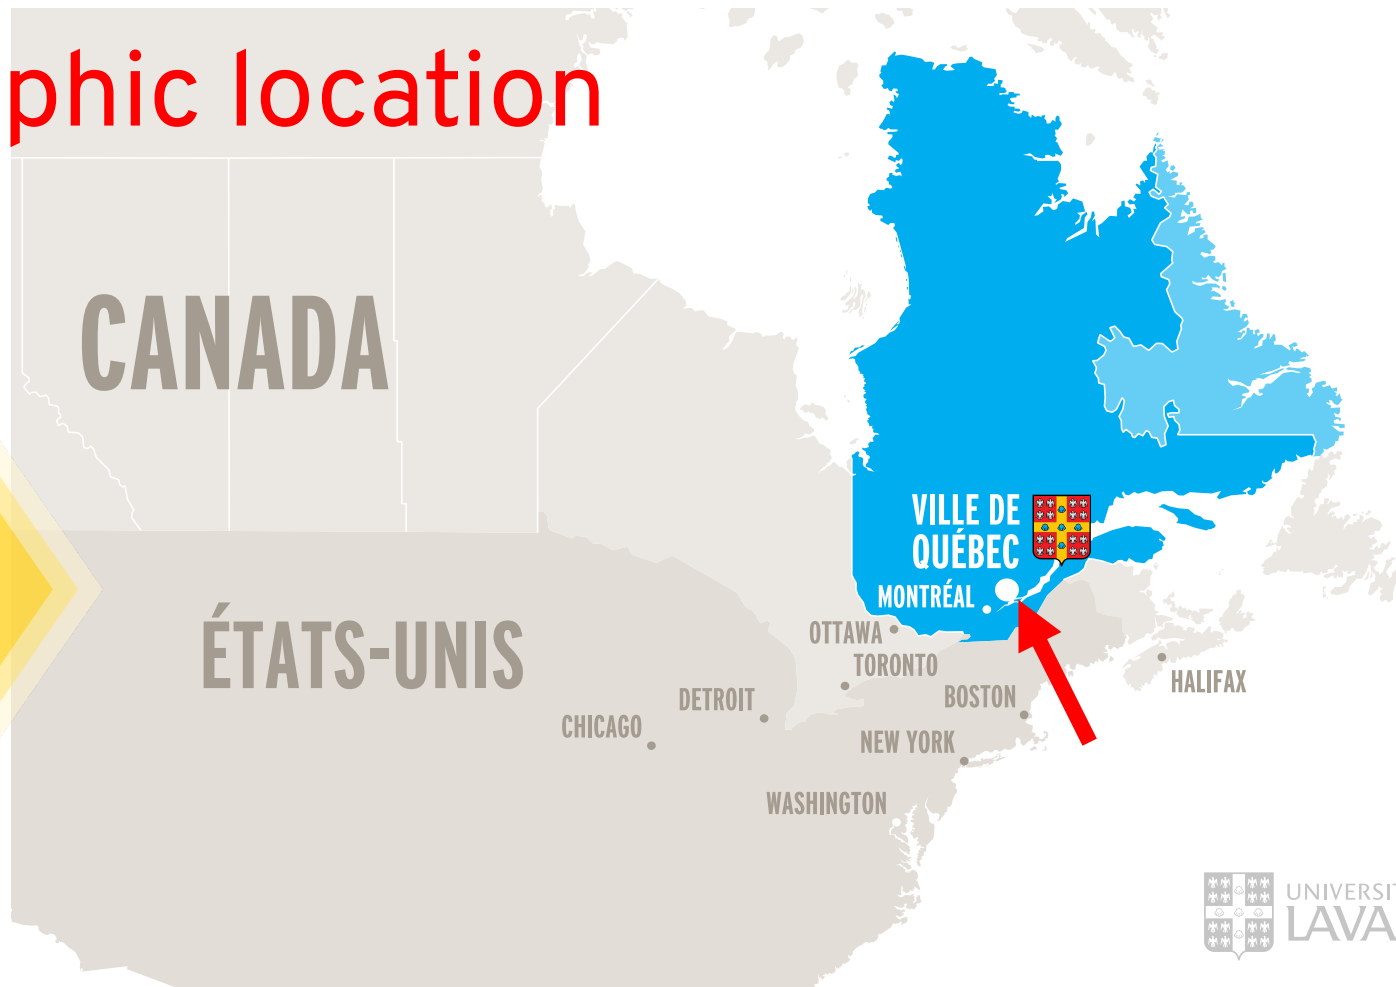 phic location
CANADA
VILLE DE
QUÉBEC
MONTRÉAL
OTTAWA
ÉTATS-UNIS
TORONTO
HALIFAX
DETROIT
BOSTON
CHICAGO
NEW YORK
WASHINGTON
UNIVERSI
LAVA